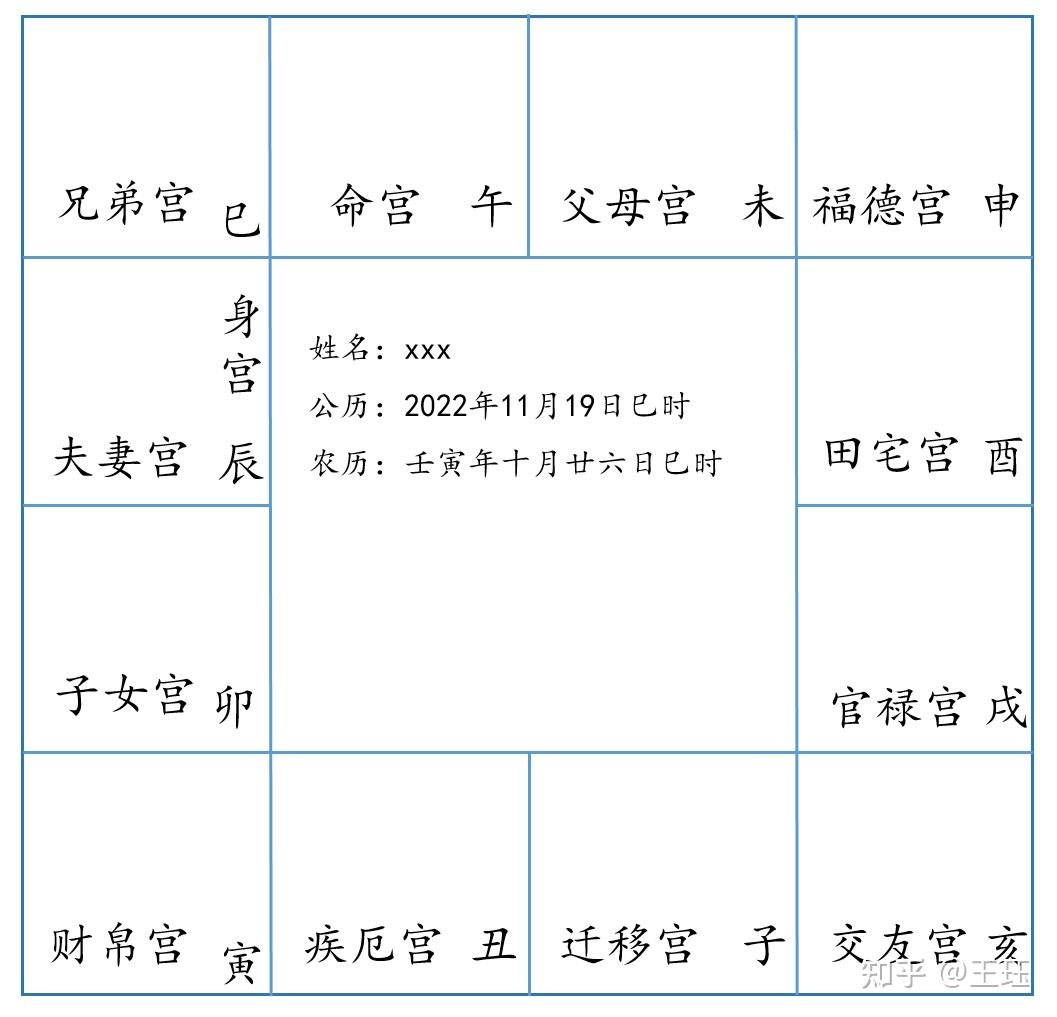 兄弟宫 巳
命宫 午
父母宫 未
福德宫 申
身宫
夫妻宫 辰
姓名：xxx
公历：2022年11月19日巳时
农历：壬寅年十月廿六日巳时
田宅宫 酉
子女宫 卯
官禄宫 戌
财帛宫 寅
疾厄宫 丑
迁移宫 子
交友宫 亥
知乎 @王珏